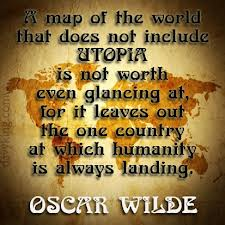 A map of the world
that does not include
UTOPIA
is not worth
even glancing at,
for it leaves out
the one country
at which humanity
is always landing.
OSCAR WILDE